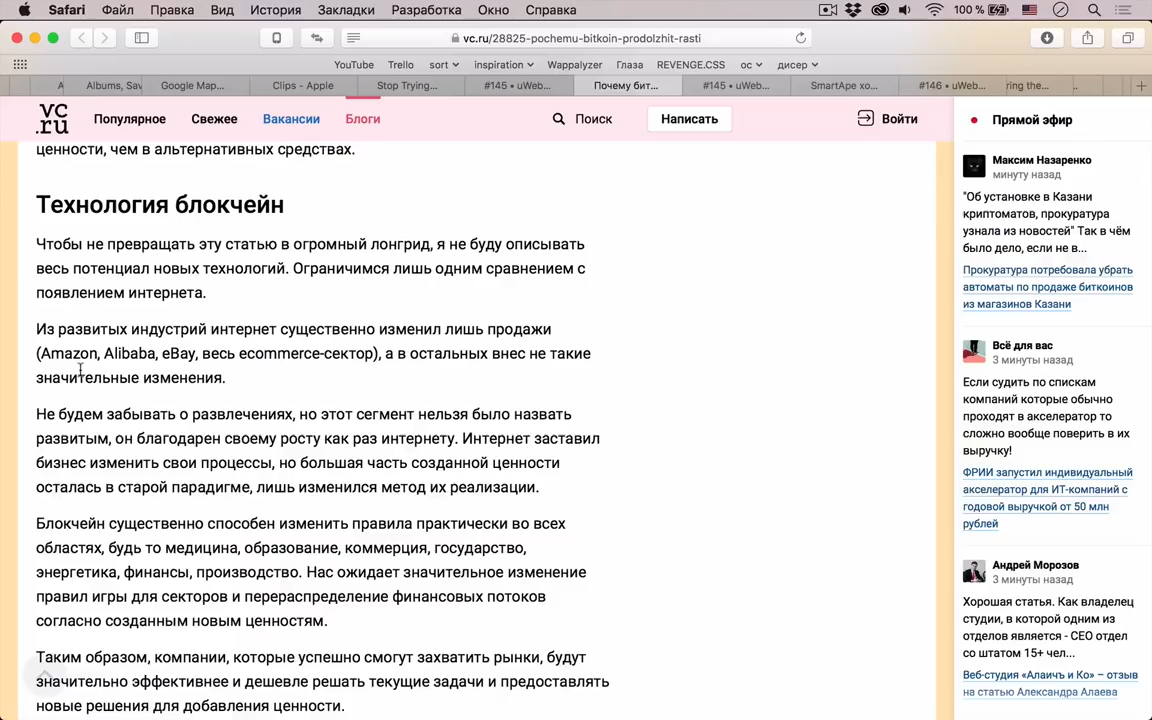 Safari Файл Правка Вид История Закладки Разработка Окно Справка 100 %
vc.ru/28825-pochemu-bitkoin-prodolzhit-rasti
YouTube Trello sort inspiration Wappalyzer Глаза REVENGE.CSS ос дисер
Albums, Sav Google Map... Clips - Apple Stop Trying... #145 • uWeb... Почему бит... #145 • uWeb... SmartApe хо... #146 • uWeb... ring the...
vc.ru
Популярное Свежее Вакансии Блоги Поиск Написать Войти
ценности, чем в альтернативных средствах.
Технология блокчейн
Чтобы не превращать эту статью в огромный лонгрид, я не буду описывать
весь потенциал новых технологий. Ограничимся лишь одним сравнением с
появлением интернета.
Из развитых индустрий интернет существенно изменил лишь продажи
(Amazon, Alibaba, eBay, весь ecommerce-сектор), а в остальных внес не такие
значительные изменения.
Не будем забывать о развлечениях, но этот сегмент нельзя было назвать
развитым, он благодарен своему росту как раз интернету. Интернет заставил
бизнес изменить свои процессы, но большая часть созданной ценности
осталась в старой парадигме, лишь изменился метод их реализации.
Блокчейн существенно способен изменить правила практически во всех
областях, будь то медицина, образование, коммерция, государство,
энергетика, финансы, производство. Нас ожидает значительное изменение
правил игры для секторов и перераспределение финансовых потоков
согласно созданным новым ценностям.
Таким образом, компании, которые успешно смогут захватить рынки, будут
значительно эффективнее и дешевле решать текущие задачи и предоставлять
новые решения для добавления ценности.
Прямой эфир
Максим Назаренко
минуту назад
"Об установке в Казани
криптоматов, прокуратура
узнала из новостей" Так в чём
было дело, если не в...
Прокуратура потребовала убрать
автоматы по продаже биткоинов
из магазинов Казани
Всё для вас
3 минуты назад
Если судить по спискам
компаний которые обычно
проходят в акселератор то
сложно вообще поверить в их
выручку!
ФРИИ запустил индивидуальный
акселератор для ИТ-компаний с
годовой выручкой от 50 млн
рублей
Андрей Морозов
3 минуты назад
Хорошая статья. Как владелец
студии, в которой одним из
отделов является - СЕО отдел
со штатом 15+ чел...
Веб-студия «Алаичъ и Ко» – отзыв
на статью Александра Алаева